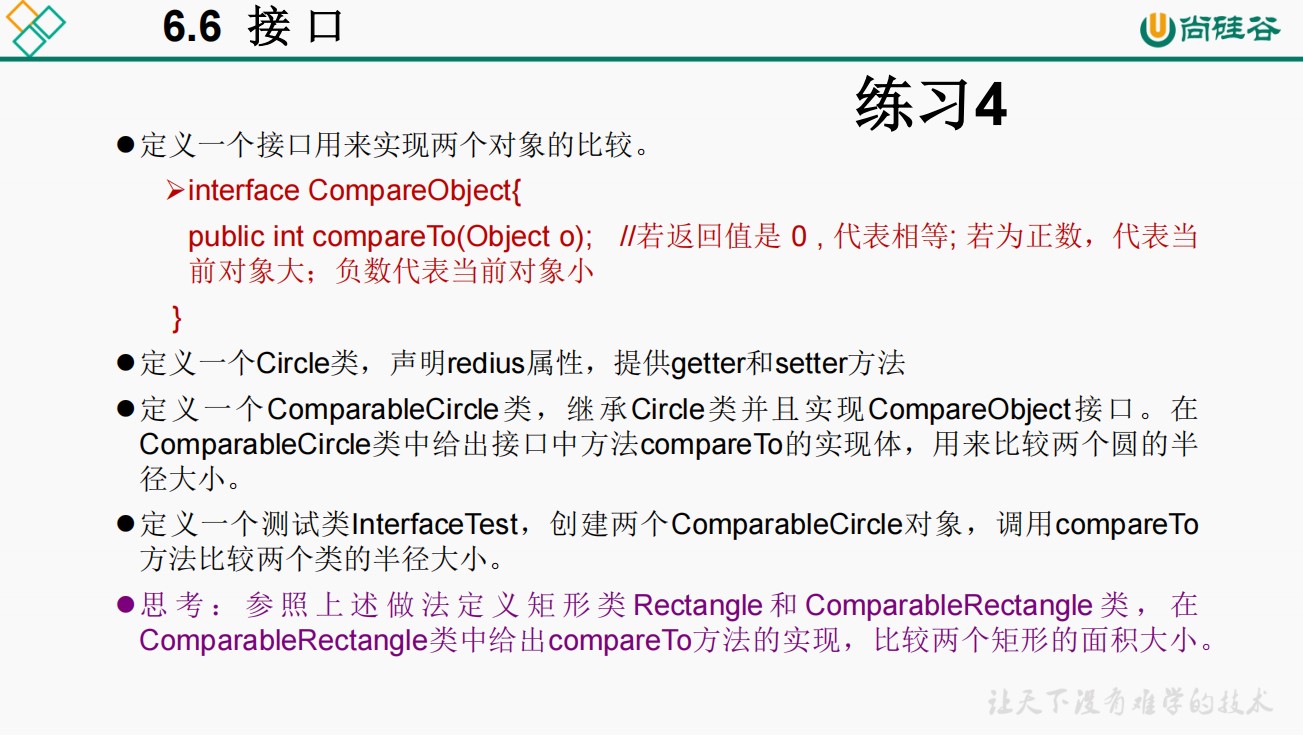 6.6 接 口
尚硅谷
练习4
定义一个接口用来实现两个对象的比较。
interface CompareObject{
public int compareTo(Object o); //若返回值是 0 , 代表相等; 若为正数，代表当
前对象大；负数代表当前对象小
}
定义一个Circle类，声明redius属性，提供getter和setter方法
定义一个ComparableCircle类，继承Circle类并且实现CompareObject接口。在
ComparableCircle类中给出接口中方法compareTo的实现体，用来比较两个圆的半
径大小。
定义一个测试类InterfaceTest，创建两个ComparableCircle对象，调用compareTo
方法比较两个类的半径大小。
思考：参照上述做法定义矩形类Rectangle和ComparableRectangle类，在
ComparableRectangle类中给出compareTo方法的实现，比较两个矩形的面积大小。
让天下没有难学的技术